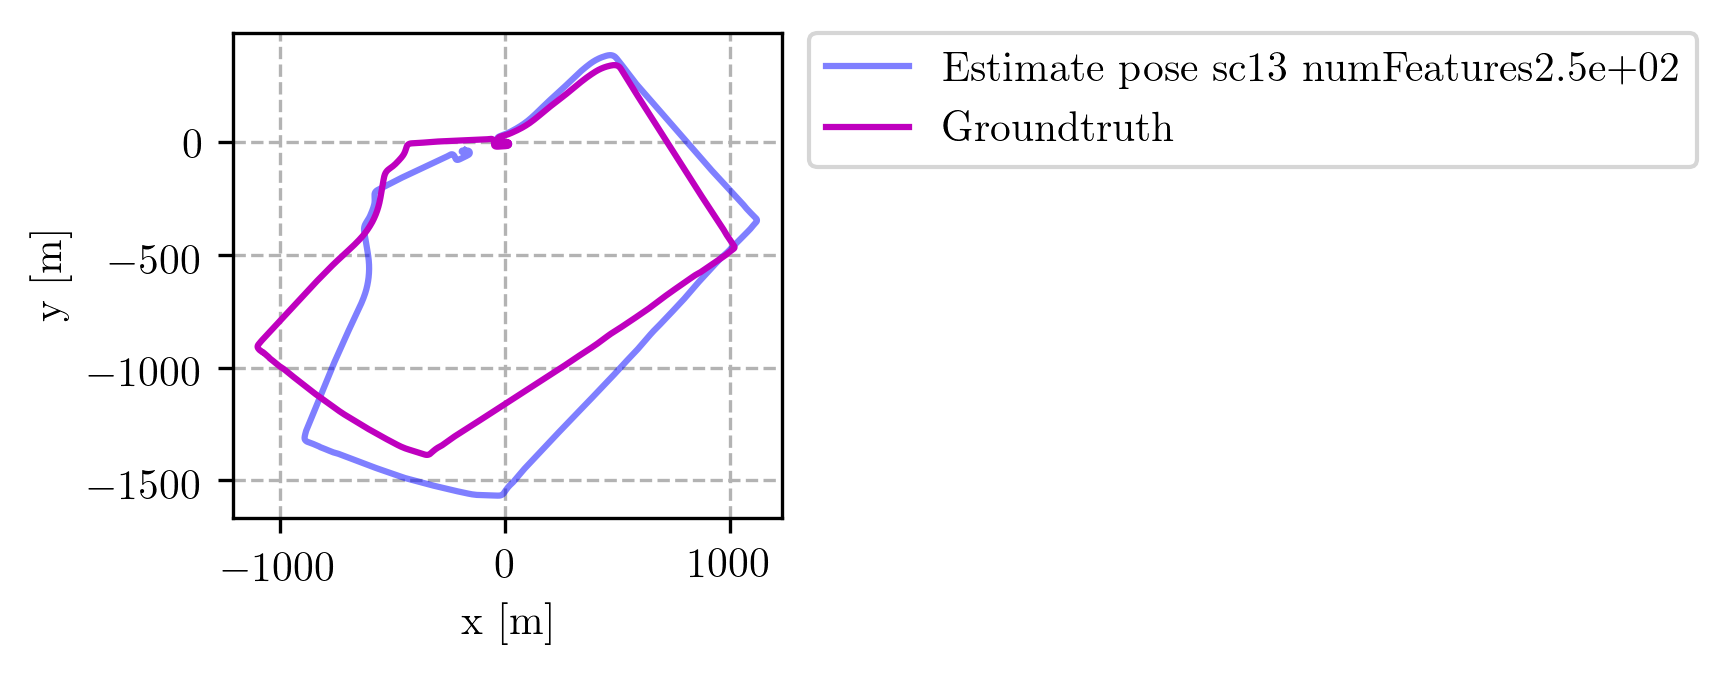 Estimate pose sc13 numFeatures2.5e+02
Groundtruth
0
−500
−1000
−1500
y [m]
−1000 0 1000
x [m]